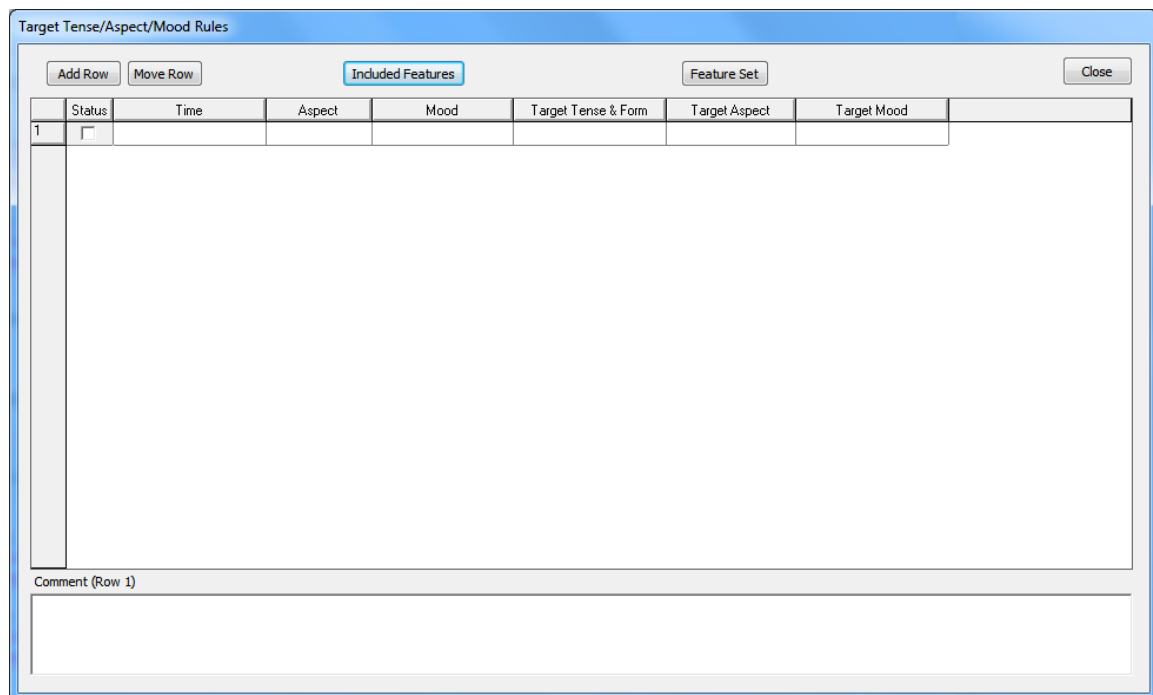 Target Tense/Aspect/Mood Rules
Add Row Move Row Included Features Feature Set Close
Status Time Aspect Mood Target Tense & Form Target Aspect Target Mood
1
Comment (Row 1)